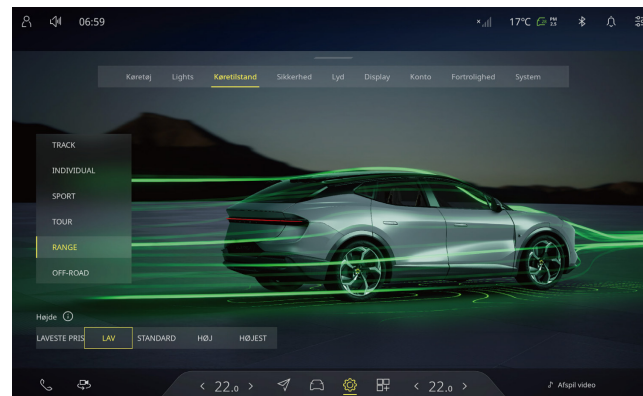 06:59
17°C PM 2.5
Køretøj Lights Køretilstand Sikkerhed Lyd Display Konto Fortrolighed System
TRACK
INDIVIDUAL
SPORT
TOUR
RANGE
OFF-ROAD
Højde
LAVESTE PRIS LAV STANDARD HØJ HØJEST
< 22.0 > < 22.0 > Afspil video